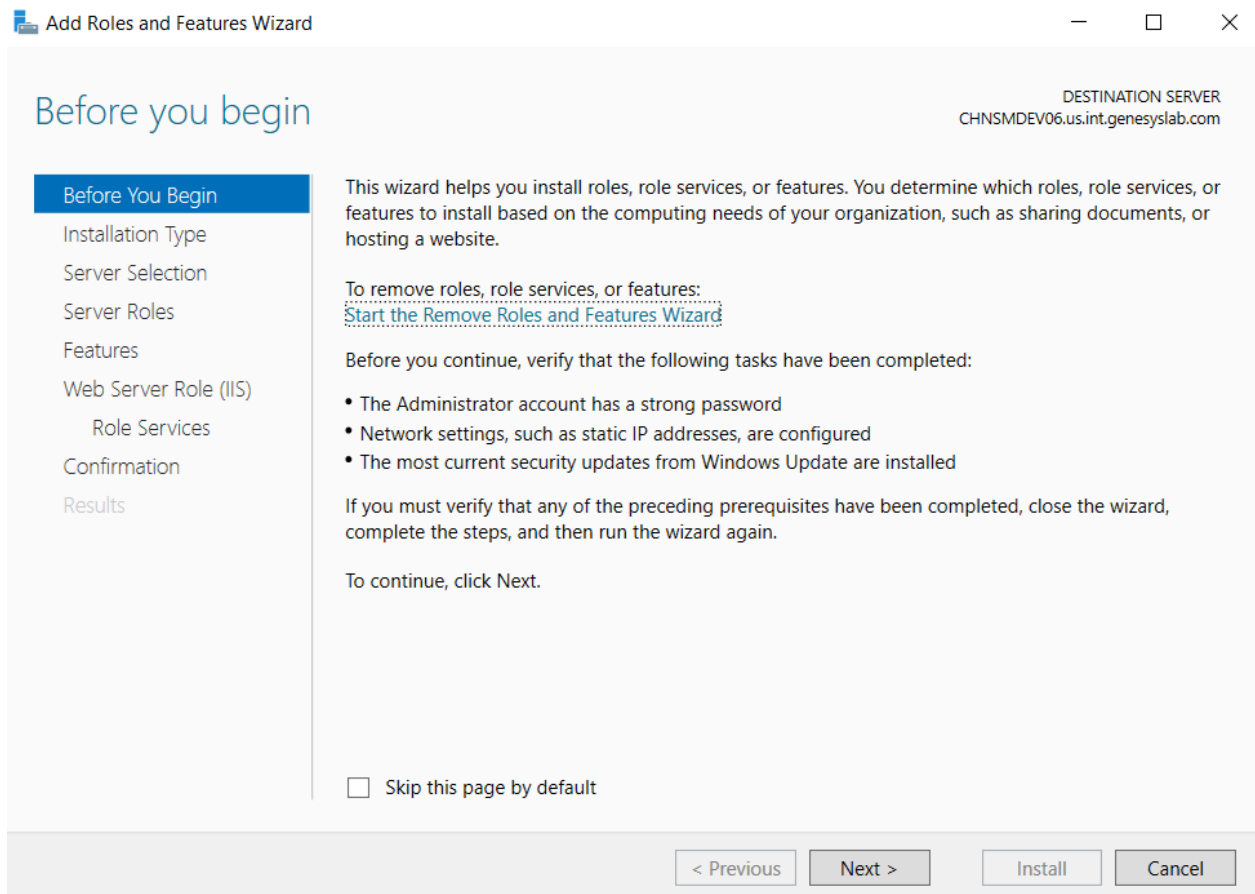 Add Roles and Features Wizard
Before you begin
DESTINATION SERVER
CHNSMDEV06.us.int.genesyslab.com
Before You Begin
Installation Type
Server Selection
Server Roles
Features
Web Server Role (IIS)
Role Services
Confirmation
Results
This wizard helps you install roles, role services, or features. You determine which roles, role services, or
features to install based on the computing needs of your organization, such as sharing documents, or
hosting a website.
To remove roles, role services, or features:
Start the Remove Roles and Features Wizard
Before you continue, verify that the following tasks have been completed:
• The Administrator account has a strong password
• Network settings, such as static IP addresses, are configured
• The most current security updates from Windows Update are installed
If you must verify that any of the preceding prerequisites have been completed, close the wizard,
complete the steps, and then run the wizard again.
To continue, click Next.
Skip this page by default
< Previous
Next >
Install
Cancel